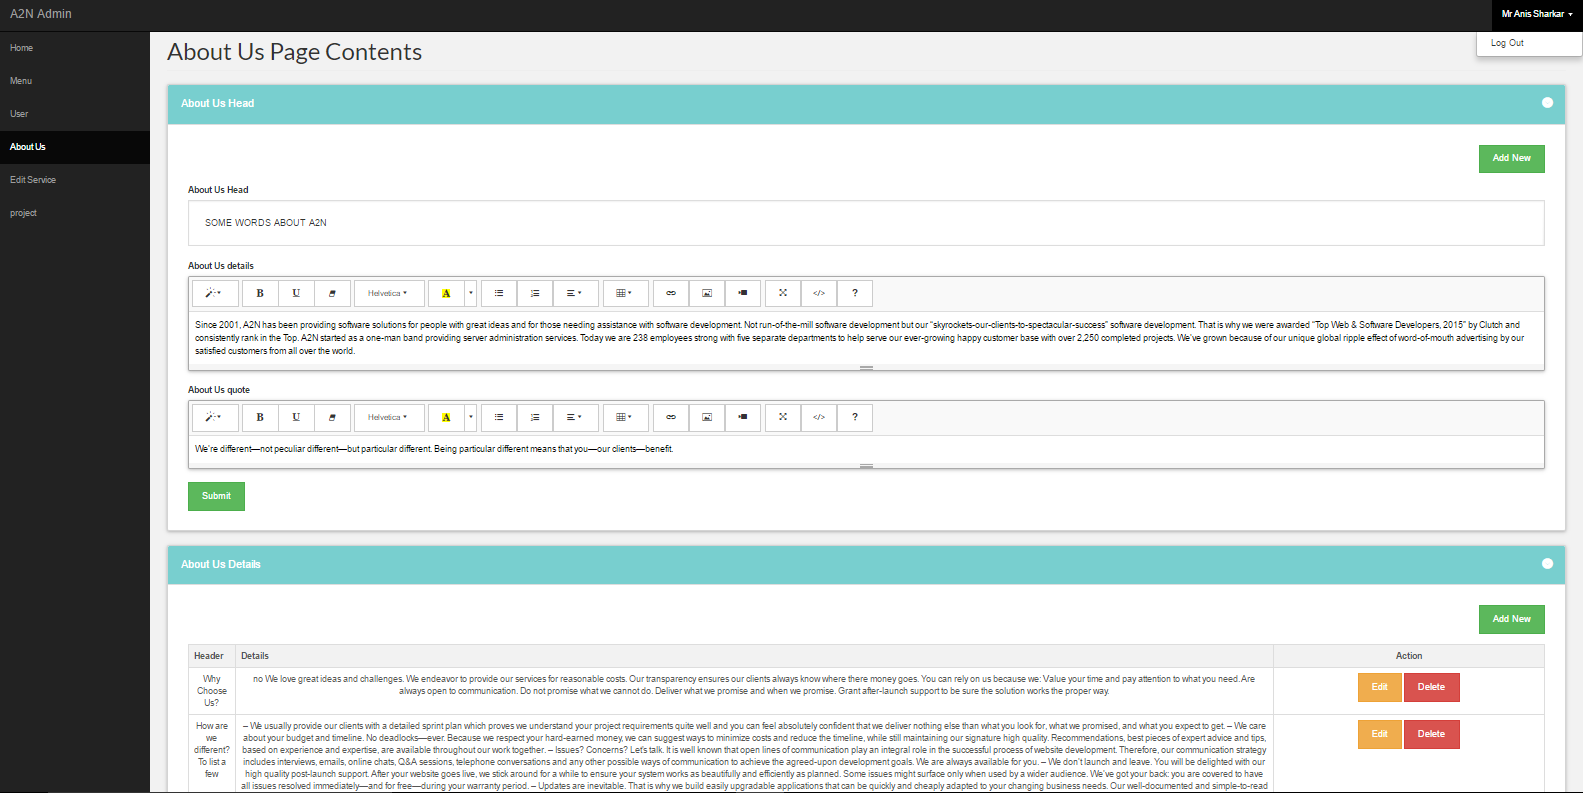 A2N Admin
Mr Anis Sharkar
Log Out
Home
Menu
User
About Us
Edit Service
project
About Us Page Contents
About Us Head
Add New
About Us Head
SOME WORDS ABOUT A2N
About Us details
B U Helvetica A </> ?
Since 2001, A2N has been providing software solutions for people with great ideas and for those needing assistance with software development. Not run-of-the-mill software development but our "skyrockets-our-clients-to-spectacular-success" software development. That is why we were awarded "Top Web & Software Developers, 2015" by Clutch and
consistently rank in the Top. A2N started as a one-man band providing server administration services. Today we are 238 employees strong with five separate departments to help serve our ever-growing happy customer base with over 2,250 completed projects. We've grown because of our unique global ripple effect of word-of-mouth advertising by our
satisfied customers from all over the world.
About Us quote
B U Helvetica A </> ?
We're different—not peculiar different—but particular different. Being particular different means that you—our clients—benefit.
Submit
About Us Details
Add New
Header Details Action
Why
Choose
Us?
no We love great ideas and challenges. We endeavor to provide our services for reasonable costs. Our transparency ensures our clients always know where there money goes. You can rely on us because we: Value your time and pay attention to what you need. Are
always open to communication. Do not promise what we cannot do. Deliver what we promise and when we promise. Grant after-launch support to be sure the solution works the proper way.
Edit Delete
How are
we
different?
To list a
few
– We usually provide our clients with a detailed sprint plan which proves we understand your project requirements quite well and you can feel absolutely confident that we deliver nothing else than what you look for, what we promised, and what you expect to get. – We care
about your budget and timeline. No deadlocks—ever. Because we respect your hard-earned money, we can suggest ways to minimize costs and reduce the timeline, while still maintaining our signature high quality. Recommendations, best pieces of expert advice and tips,
based on experience and expertise, are available throughout our work together. – Issues? Concerns? Let's talk. It is well known that open lines of communication play an integral role in the successful process of website development. Therefore, our communication strategy
includes interviews, emails, online chats, Q&A sessions, telephone conversations and any other possible ways of communication to achieve the agreed-upon development goals. We are always available for you. – We don't launch and leave. You will be delighted with our
high quality post-launch support. After your website goes live, we stick around for a while to ensure your system works as beautifully and efficiently as planned. Some issues might surface only when used by a wider audience. We've got your back: you are covered to have
all issues resolved immediately—and for free—during your warranty period. – Updates are inevitable. That is why we build easily upgradable applications that can be quickly and cheaply adapted to your changing business needs. Our well-documented and simple-to-read
Edit Delete